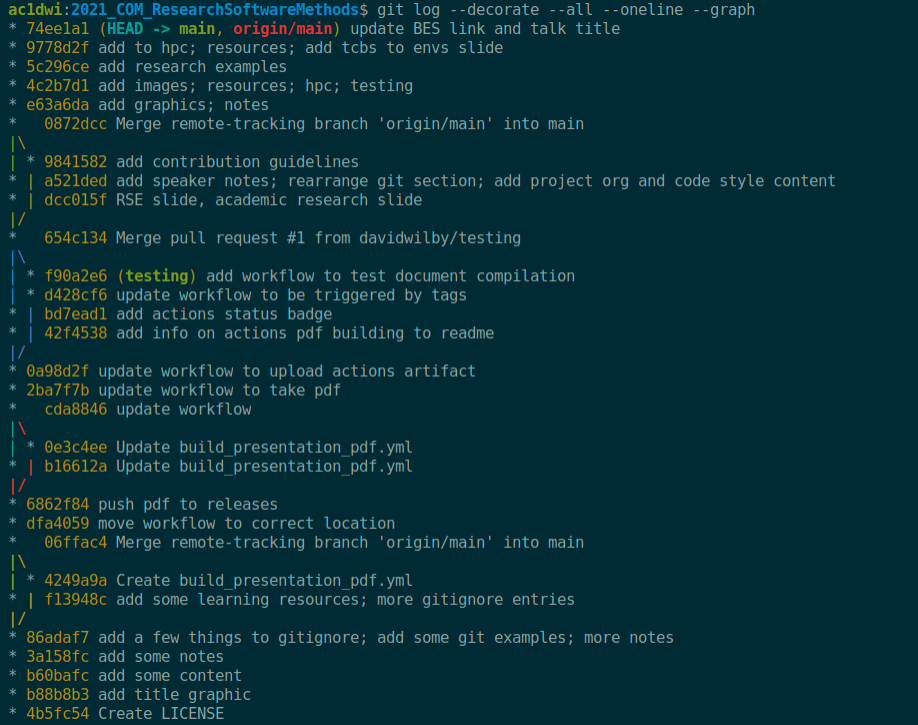 ac1dwi:2021_COM_ResearchSoftwareMethods$ git log --decorate --all --oneline --graph
* 74ee1a1 (HEAD -> main, origin/main) update BES link and talk title
* 9778d2f add to hpc; resources; add tcbs to envs slide
* 5c296ce add research examples
* 4c2b7d1 add images; resources; hpc; testing
* e63a6da add graphics; notes
*   0872dcc Merge remote-tracking branch 'origin/main' into main
|\
| * 9841582 add contribution guidelines
* | a521ded add speaker notes; rearrange git section; add project org and code style content
* | dcc015f RSE slide, academic research slide
|/
*   654c134 Merge pull request #1 from davidwilby/testing
|\
| * f90a2e6 (testing) add workflow to test document compilation
| * d428cf6 update workflow to be triggered by tags
* | bd7ead1 add actions status badge
* | 42f4538 add info on actions pdf building to readme
|/
* 0a98d2f update workflow to upload actions artifact
* 2ba7f7b update workflow to take pdf
*   cda8846 update workflow
|\
| * 0e3c4ee Update build_presentation_pdf.yml
* | b16612a Update build_presentation_pdf.yml
|/
* 6862f84 push pdf to releases
* dfa4059 move workflow to correct location
*   06ffac4 Merge remote-tracking branch 'origin/main' into main
|\
| * 4249a9a Create build_presentation_pdf.yml
* | f13948c add some learning resources; more gitignore entries
|/
* 86adaf7 add a few things to gitignore; add some git examples; more notes
* 3a158fc add some notes
* b60bafc add some content
* b88b8b3 add title graphic
* 4b5fc54 Create LICENSE